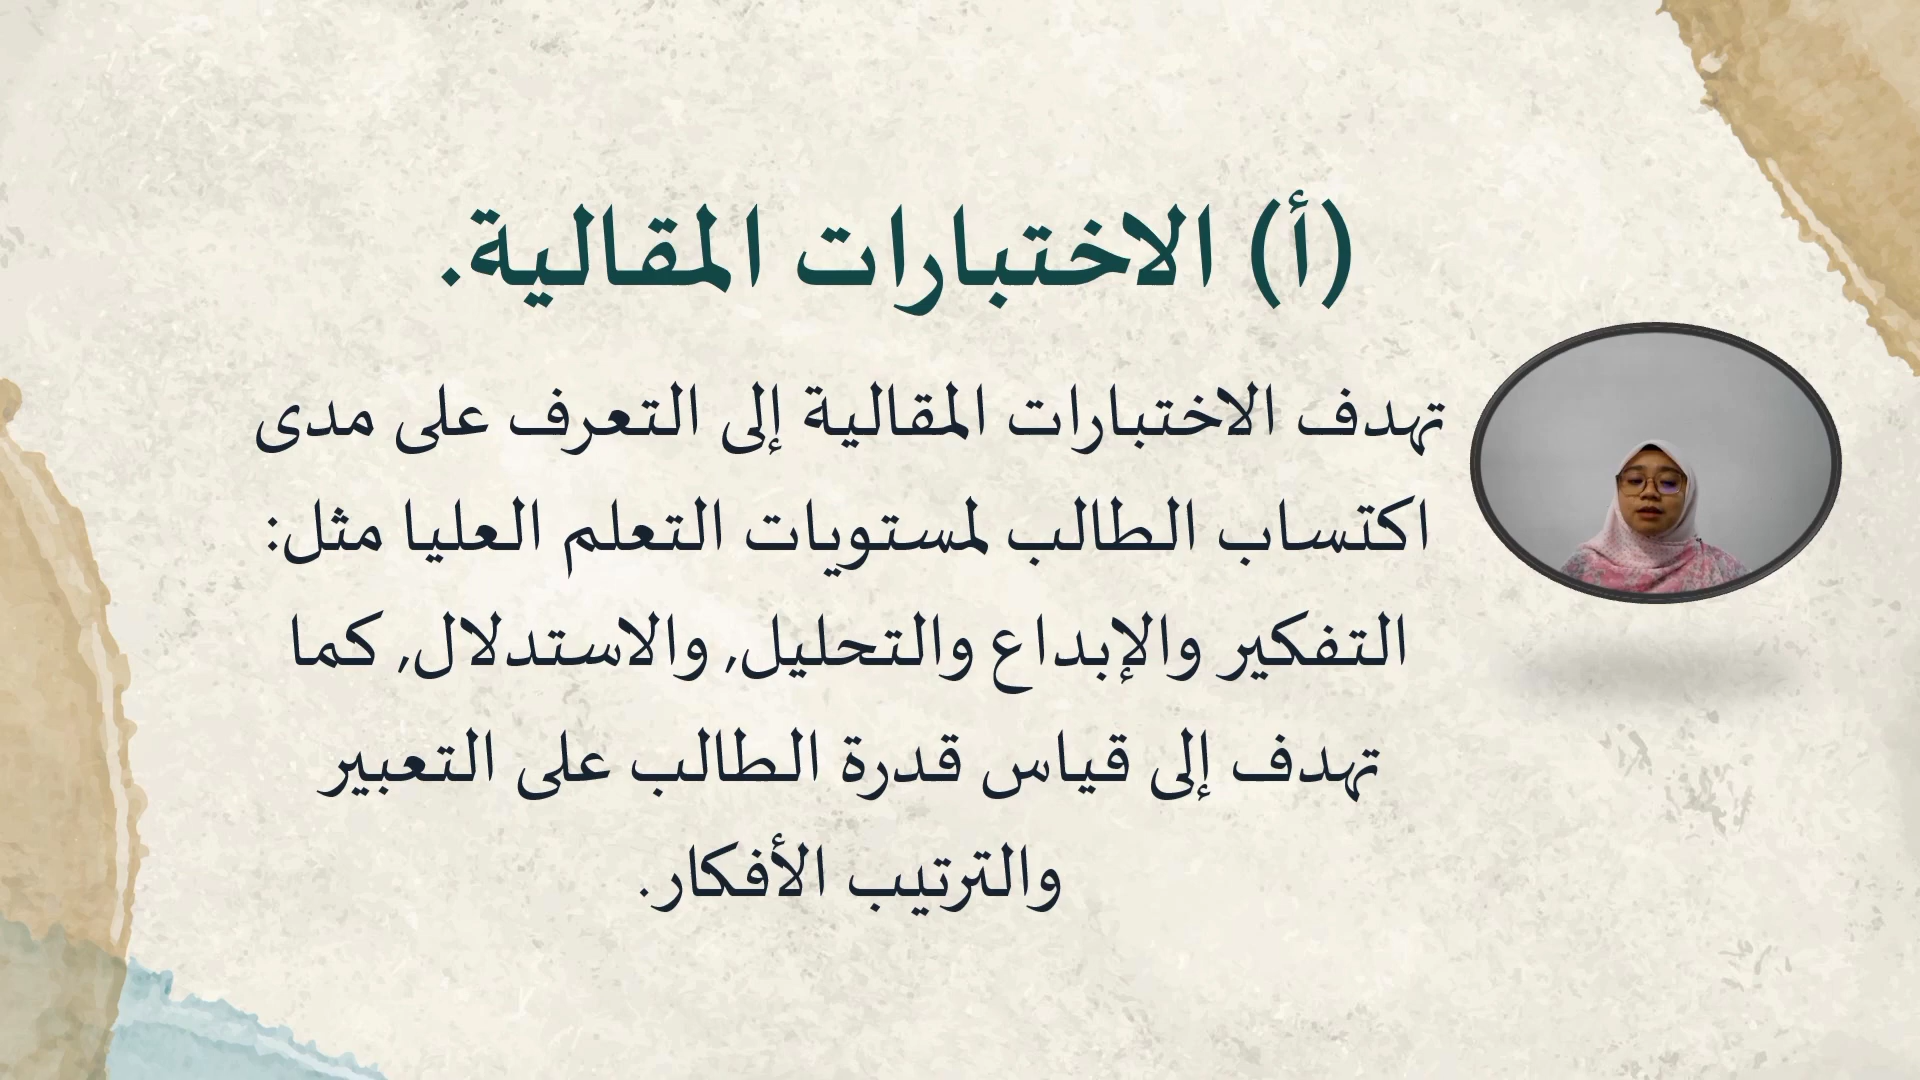 (أ) الاختبارات المقالية.
تهدف الاختبارات المقالية إلى التعرف على مدى
اكتساب الطالب لمستويات التعلم العليا مثل:
التفكير والإبداع والتحليل, والاستدلال, كما
تهدف إلى قياس قدرة الطالب على التعبير
والترتيب الأفكار.